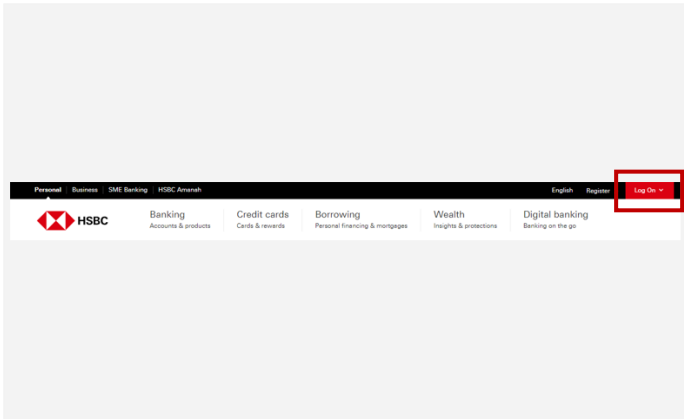 Personal Business SME Banking HSBC Amanah English Register Log On
HSBC
Banking Credit cards Borrowing Wealth Digital banking
Accounts & products Cards & rewards Personal financing & mortgages Insights & protections Banking on the go